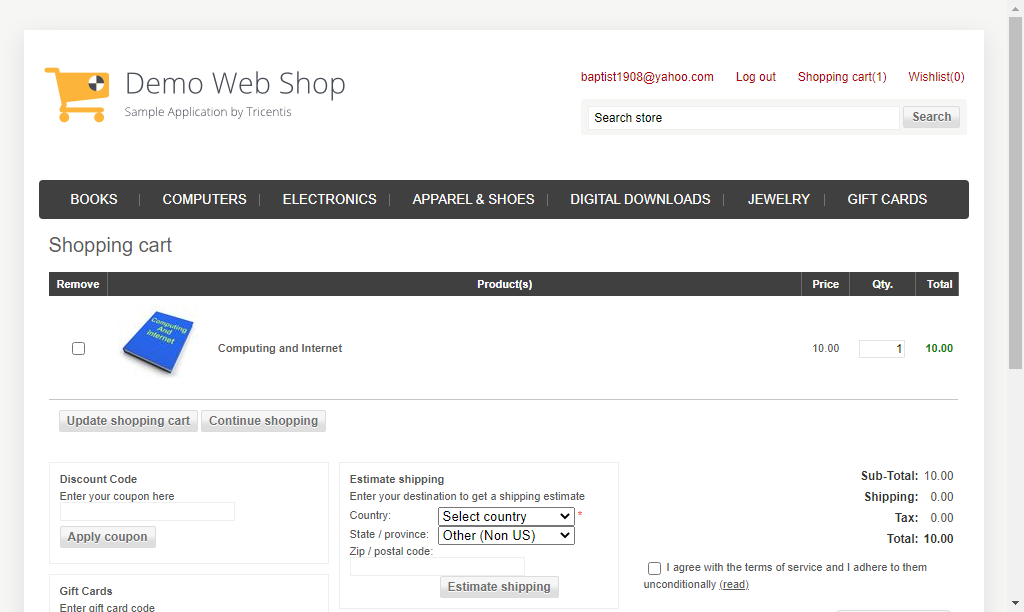 Demo Web Shop
Sample Application by Tricentis
baptist1908@yahoo.com Log out Shopping cart(1) Wishlist(0)
Search store Search
BOOKS COMPUTERS ELECTRONICS APPAREL & SHOES DIGITAL DOWNLOADS JEWELRY GIFT CARDS
Shopping cart
Remove Product(s) Price Qty. Total
Computing And Internet
Computing and Internet 10.00 1 10.00
Update shopping cart Continue shopping
Discount Code
Enter your coupon here
Apply coupon
Gift Cards
Enter gift card code
Estimate shipping
Enter your destination to get a shipping estimate
Country: Select country *
State / province: Other (Non US)
Zip / postal code:
Estimate shipping
Sub-Total: 10.00
Shipping: 0.00
Tax: 0.00
Total: 10.00
I agree with the terms of service and I adhere to them
unconditionally (read)